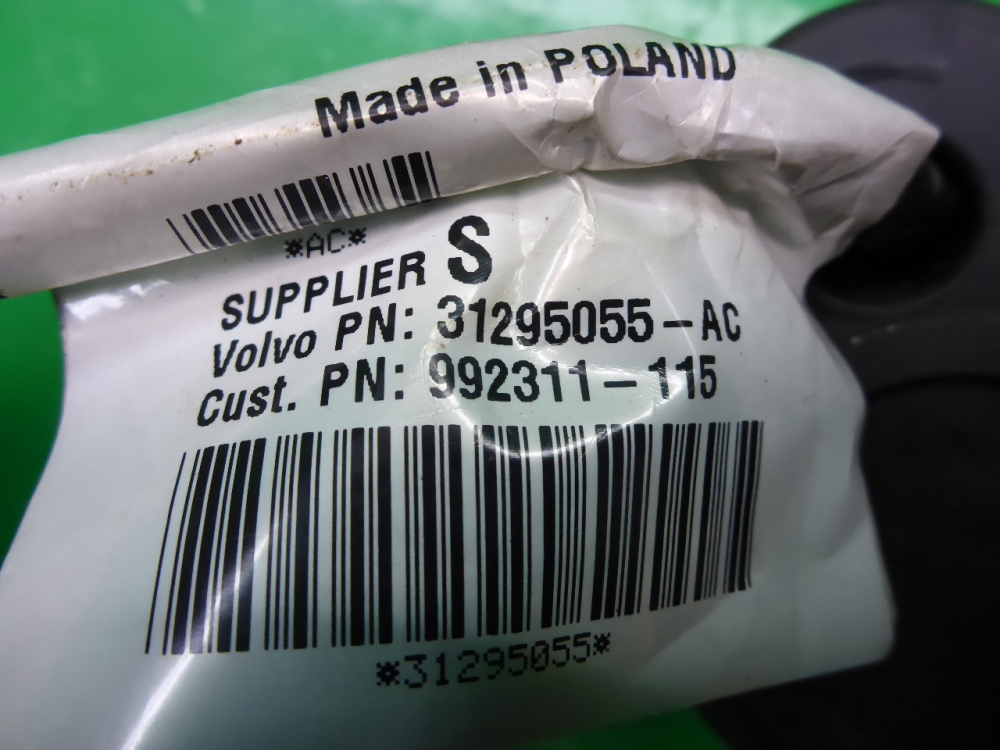 Made in POLAND
*AC*
SUPPLIER S
Volvo PN: 31295055-AC
Cust. PN: 992311-115
*31295055*